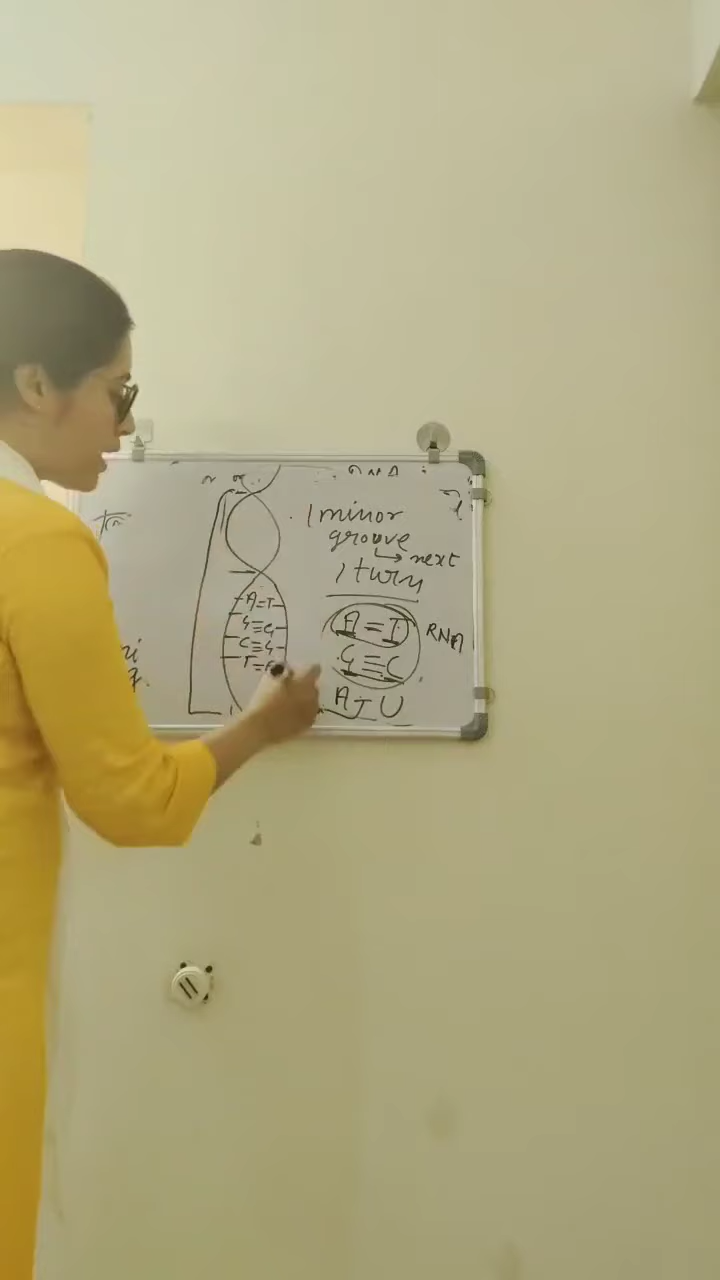 1 minor
groove
→ next
1 turn
A=T
G≡C
C≡G
T=A
A=T
G≡C
RNA
A U